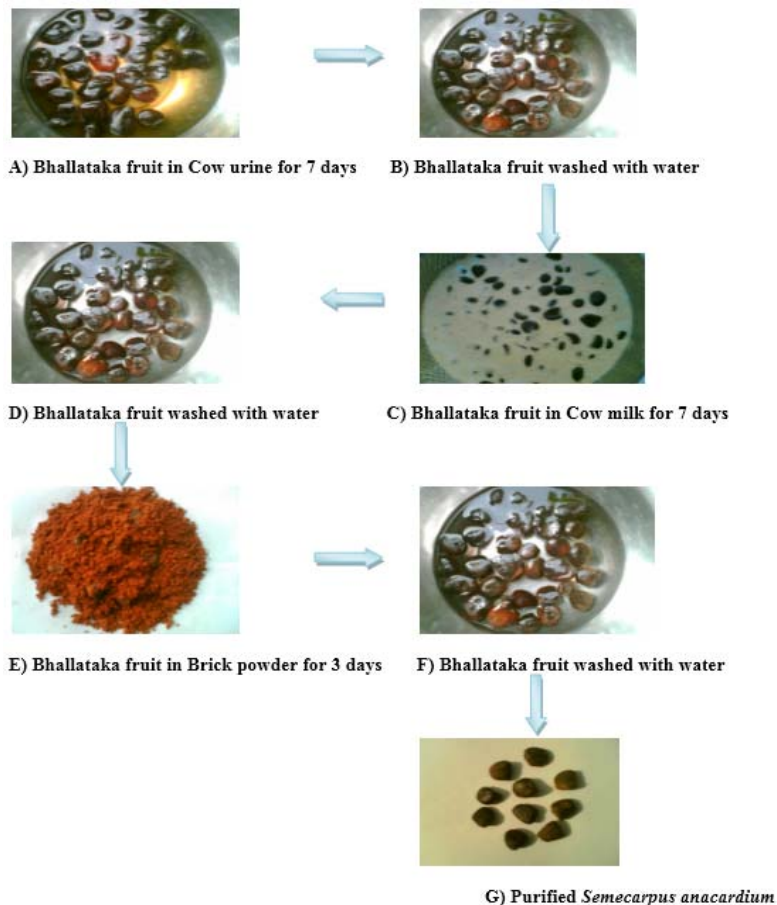 A) Bhallataka fruit in Cow urine for 7 days
B) Bhallataka fruit washed with water
D) Bhallataka fruit washed with water
C) Bhallataka fruit in Cow milk for 7 days
E) Bhallataka fruit in Brick powder for 3 days
F) Bhallataka fruit washed with water
G) Purified Semecarpus anacardium